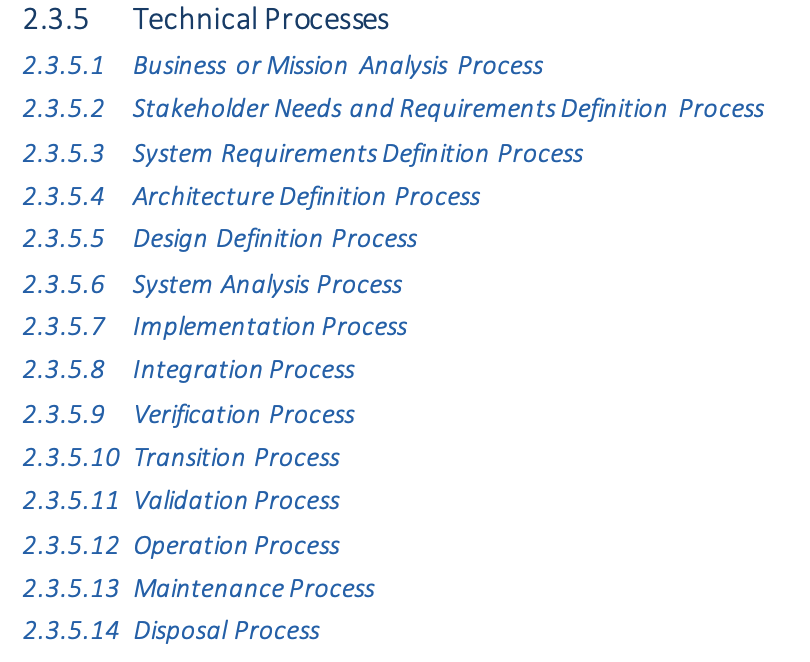 2.3.5 Technical Processes
2.3.5.1 Business or Mission Analysis Process
2.3.5.2 Stakeholder Needs and Requirements Definition Process
2.3.5.3 System Requirements Definition Process
2.3.5.4 Architecture Definition Process
2.3.5.5 Design Definition Process
2.3.5.6 System Analysis Process
2.3.5.7 Implementation Process
2.3.5.8 Integration Process
2.3.5.9 Verification Process
2.3.5.10 Transition Process
2.3.5.11 Validation Process
2.3.5.12 Operation Process
2.3.5.13 Maintenance Process
2.3.5.14 Disposal Process